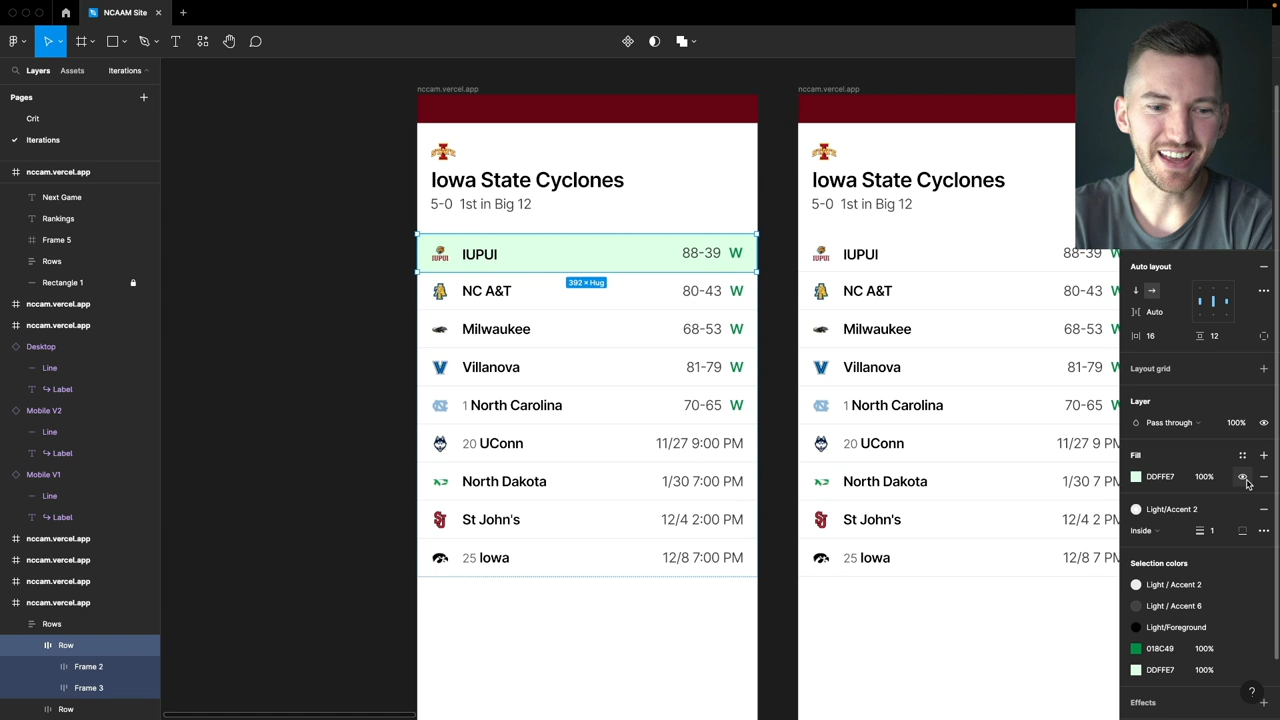 NCAAM Site
Layers
Assets
Iterations
Pages
Crit
Iterations
nccam.vercel.app
Next Game
Rankings
Frame 5
Rows
Rectangle 1
nccam.vercel.app
nccam.vercel.app
Desktop
Line
Label
Mobile V2
Line
Label
Mobile V1
Line
Label
nccam.vercel.app
nccam.vercel.app
nccam.vercel.app
nccam.vercel.app
Rows
Row
Frame 2
Frame 3
Row
nccam.vercel.app
Iowa State Cyclones
5-0 1st in Big 12
IUPUI IUPUI 88-39 W
392 × Hug
NC A&T 80-43 W
Milwaukee 68-53 W
Villanova 81-79 W
1 North Carolina 70-65 W
20 UConn 11/27 9:00 PM
North Dakota 1/30 7:00 PM
St John's 12/4 2:00 PM
25 Iowa 12/8 7:00 PM
nccam.vercel.app
Iowa State Cyclones
5-0 1st in Big 12
IUPUI IUPUI 88-39 W
NC A&T 80-43 W
Milwaukee 68-53 W
Villanova 81-79 W
1 North Carolina 70-65 W
20 UConn 11/27 9 PM
North Dakota 1/30 7 PM
St John's 12/4 2 PM
25 Iowa 12/8 7 PM
Auto layout
Auto
16 12
Layout grid
Layer
Pass through 100%
Fill
DDFFE7 100%
Light/Accent 2
Inside 1
Selection colors
Light / Accent 2
Light / Accent 6
Light/Foreground
018C49 100%
DDFFE7 100%
Effects
?